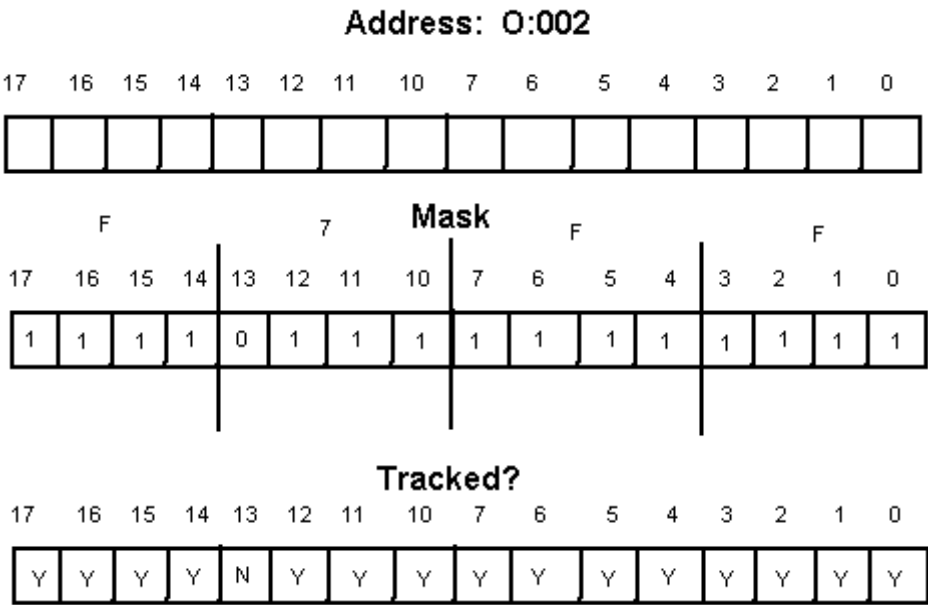 Address: O:002
17 16 15 14 13 12 11 10 7 6 5 4 3 2 1 0
Mask
F 7 F F
17 16 15 14 13 12 11 10 7 6 5 4 3 2 1 0
1 1 1 1 0 1 1 1 1 1 1 1 1 1 1 1
Tracked?
17 16 15 14 13 12 11 10 7 6 5 4 3 2 1 0
Y Y Y Y N Y Y Y Y Y Y Y Y Y Y Y